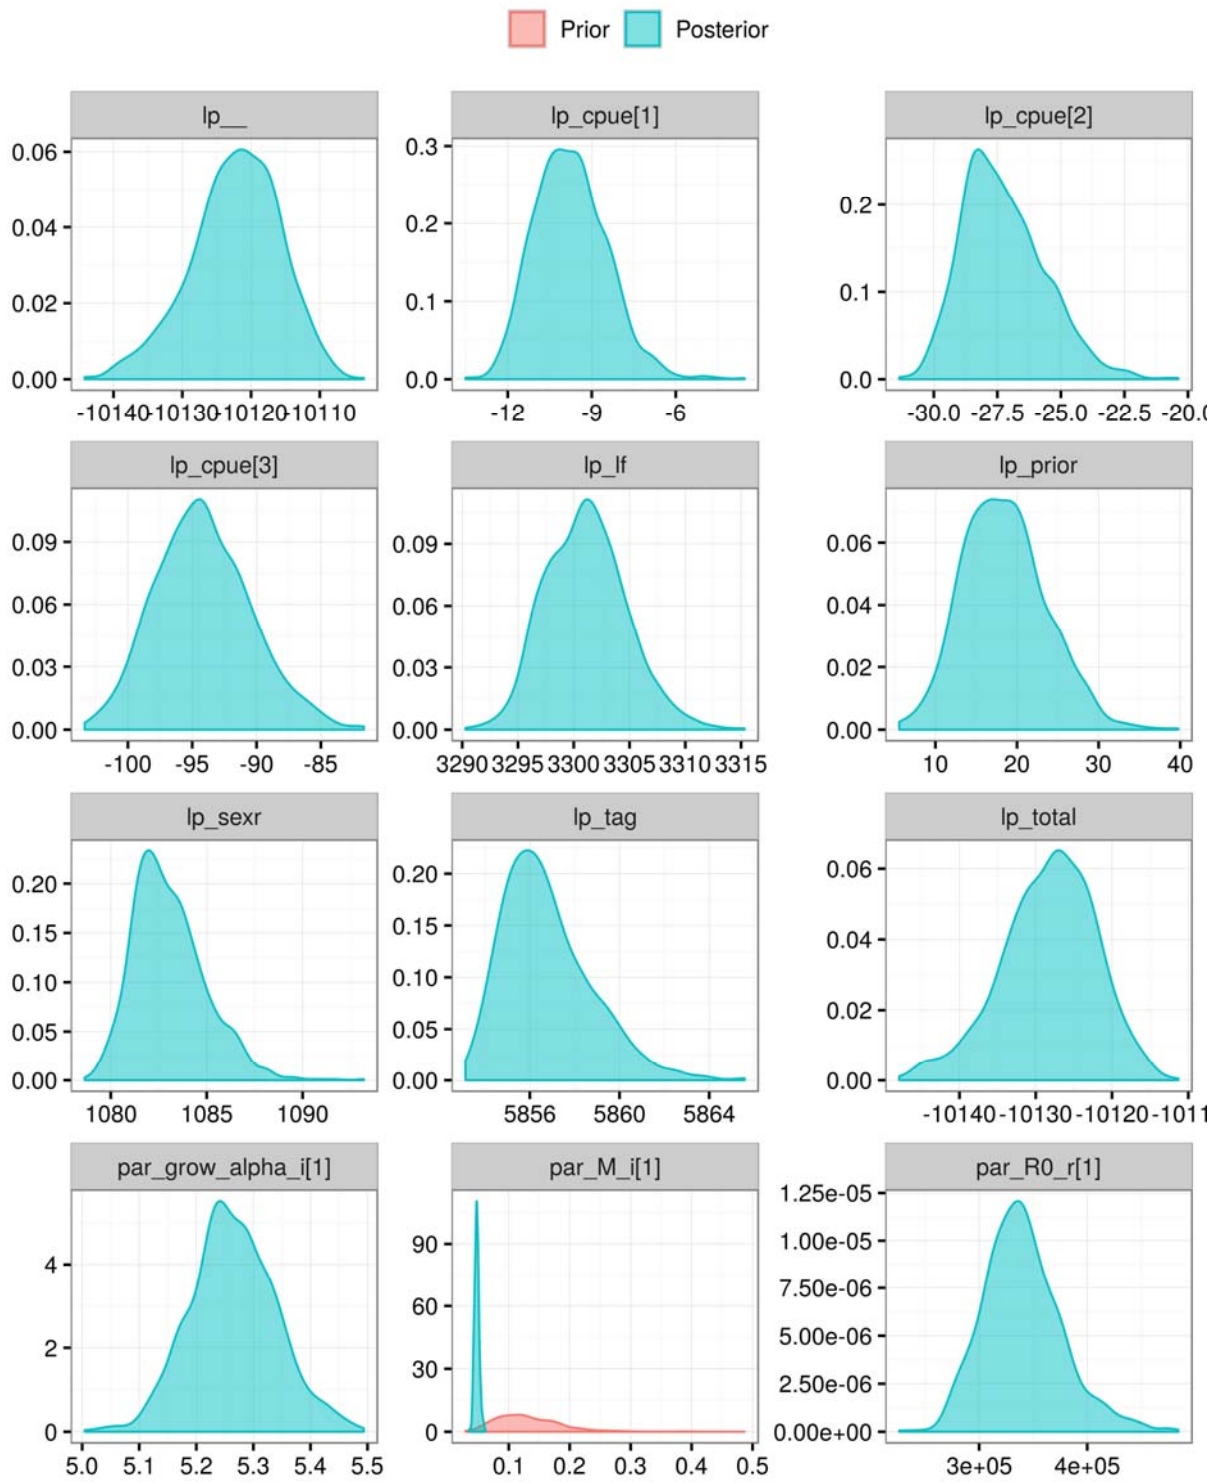 Prior Posterior
lp__ lp_cpue[1] lp_cpue[2]
0.06 0.04 0.02 0.00
0.3 0.2 0.1 0.0
0.2 0.1 0.0
-10140 -10130 -10120 -10110
-12 -9 -6
-30.0 -27.5 -25.0 -22.5 -20.0
lp_cpue[3] lp_lf lp_prior
0.09 0.06 0.03 0.00
0.09 0.06 0.03 0.00
0.06 0.04 0.02 0.00
-100 -95 -90 -85
3290 3295 3300 3305 3310 3315
10 20 30 40
lp_sexr lp_tag lp_total
0.20 0.15 0.10 0.05 0.00
0.20 0.15 0.10 0.05 0.00
0.06 0.04 0.02 0.00
1080 1085 1090
5856 5860 5864
-10140 -10130 -10120 -1011
par_grow_alpha_i[1] par_M_i[1] par_R0_r[1]
4 2 0
90 60 30 0
1.25e-05 1.00e-05 7.50e-06 5.00e-06 2.50e-06 0.00e+00
5.0 5.1 5.2 5.3 5.4 5.5
0.1 0.2 0.3 0.4 0.5
3e+05 4e+05